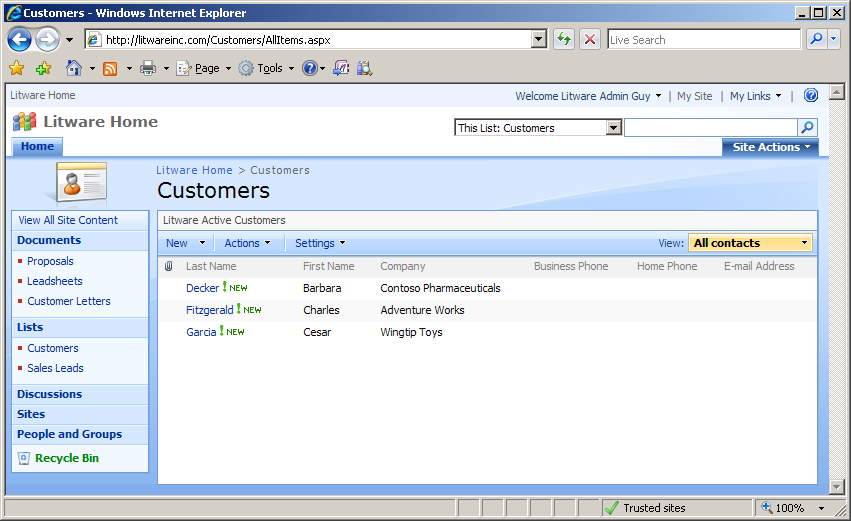 Customers - Windows Internet Explorer
http://litwareinc.com/Customers/AllItems.aspx
Live Search
Page Tools
Litware Home Welcome Litware Admin Guy | My Site | My Links |
Litware Home
This List: Customers
Home Site Actions
Litware Home > Customers
Customers
View All Site Content
Documents
Proposals
Leadsheets
Customer Letters
Lists
Customers
Sales Leads
Discussions
Sites
People and Groups
Recycle Bin
Litware Active Customers
New Actions Settings View: All contacts
Last Name First Name Company Business Phone Home Phone E-mail Address
Decker ! NEW Barbara Contoso Pharmaceuticals
Fitzgerald ! NEW Charles Adventure Works
Garcia ! NEW Cesar Wingtip Toys
Trusted sites 100%